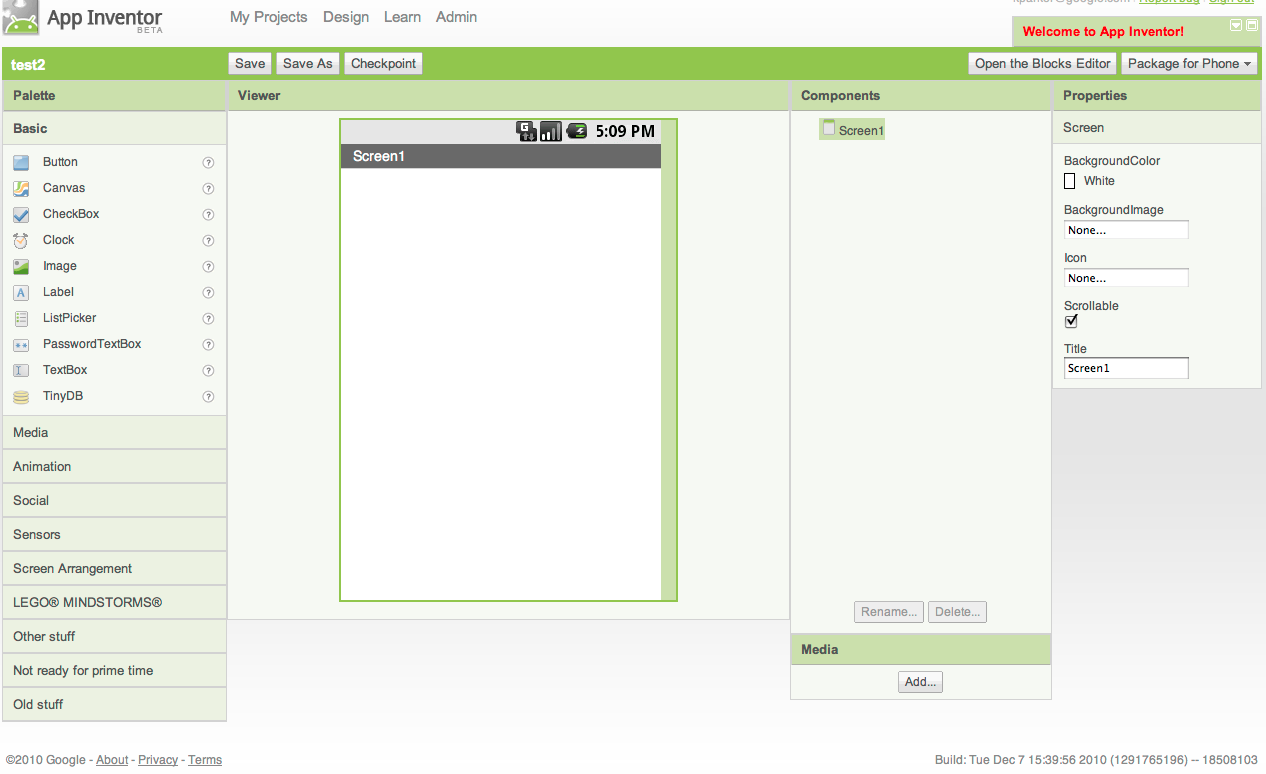 Report bug · Sign out
App Inventor
BETA
My Projects Design Learn Admin
Welcome to App Inventor!
test2
Save Save As Checkpoint
Open the Blocks Editor Package for Phone
Palette
Basic
Button ?
Canvas ?
CheckBox ?
Clock ?
Image ?
A Label ?
ListPicker ?
PasswordTextBox ?
TextBox ?
TinyDB ?
Media
Animation
Social
Sensors
Screen Arrangement
LEGO® MINDSTORMS®
Other stuff
Not ready for prime time
Old stuff
Viewer
G 5:09 PM
Screen1
Components
Screen1
Rename... Delete...
Media
Add...
Properties
Screen
BackgroundColor
White
BackgroundImage
None...
Icon
None...
Scrollable
Title
Screen1
©2010 Google - About - Privacy - Terms
Build: Tue Dec 7 15:39:56 2010 (1291765196) -- 18508103